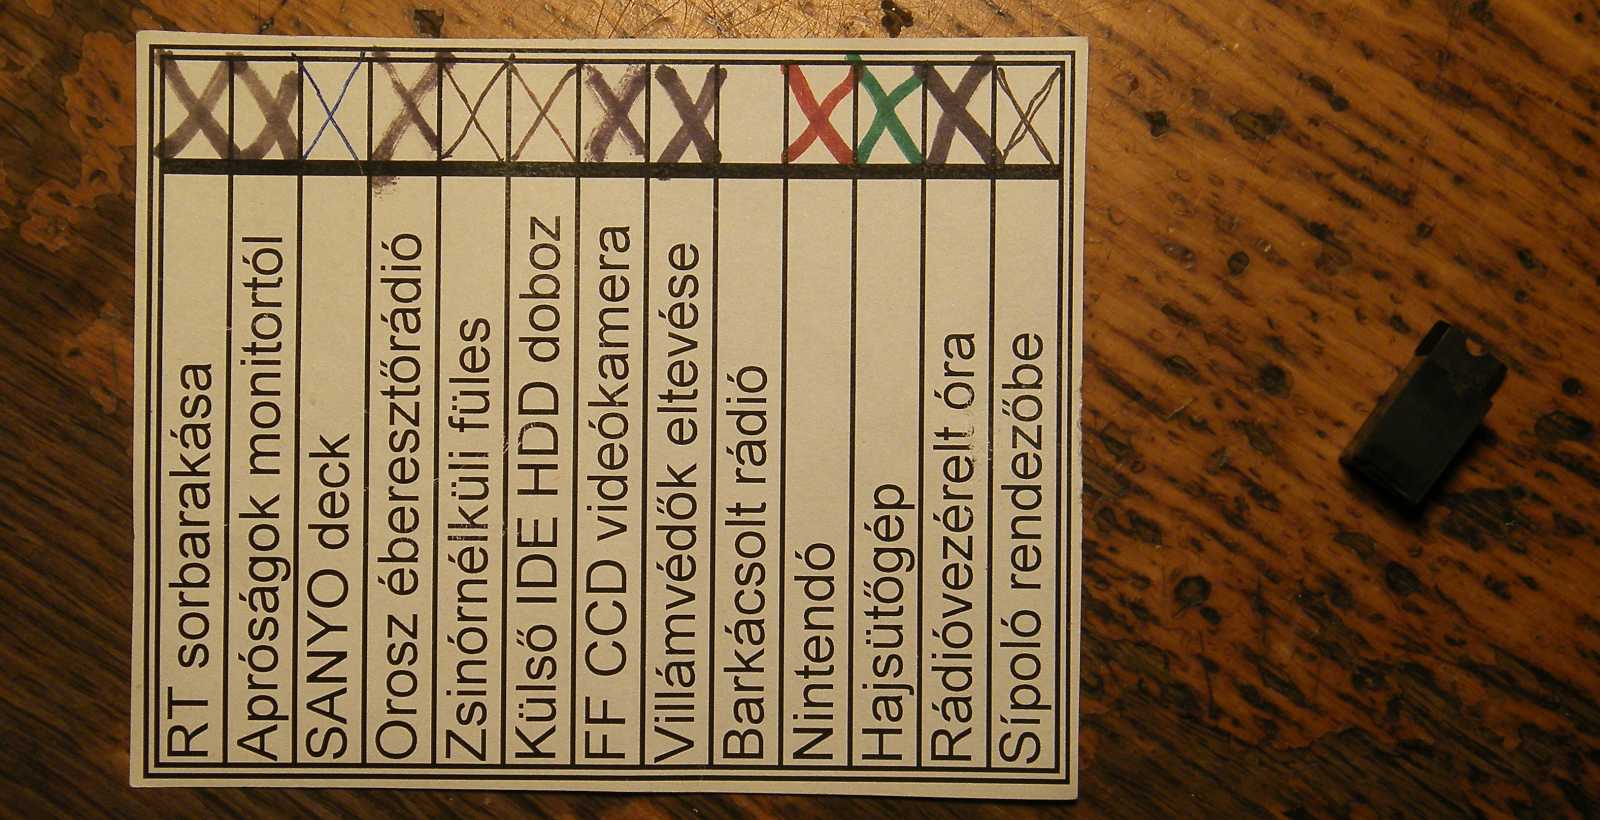 RT sorbarakása
Apróságok monitortól
SANYO deck
Orosz éberesztőrádió
Zsinórnélküli füles
Külső IDE HDD doboz
FF CCD videókamera
Villámvédők eltevése
Barkácsolt rádió
Nintendó
Hajsütőgép
Rádióvezérelt óra
Sípoló rendezőbe